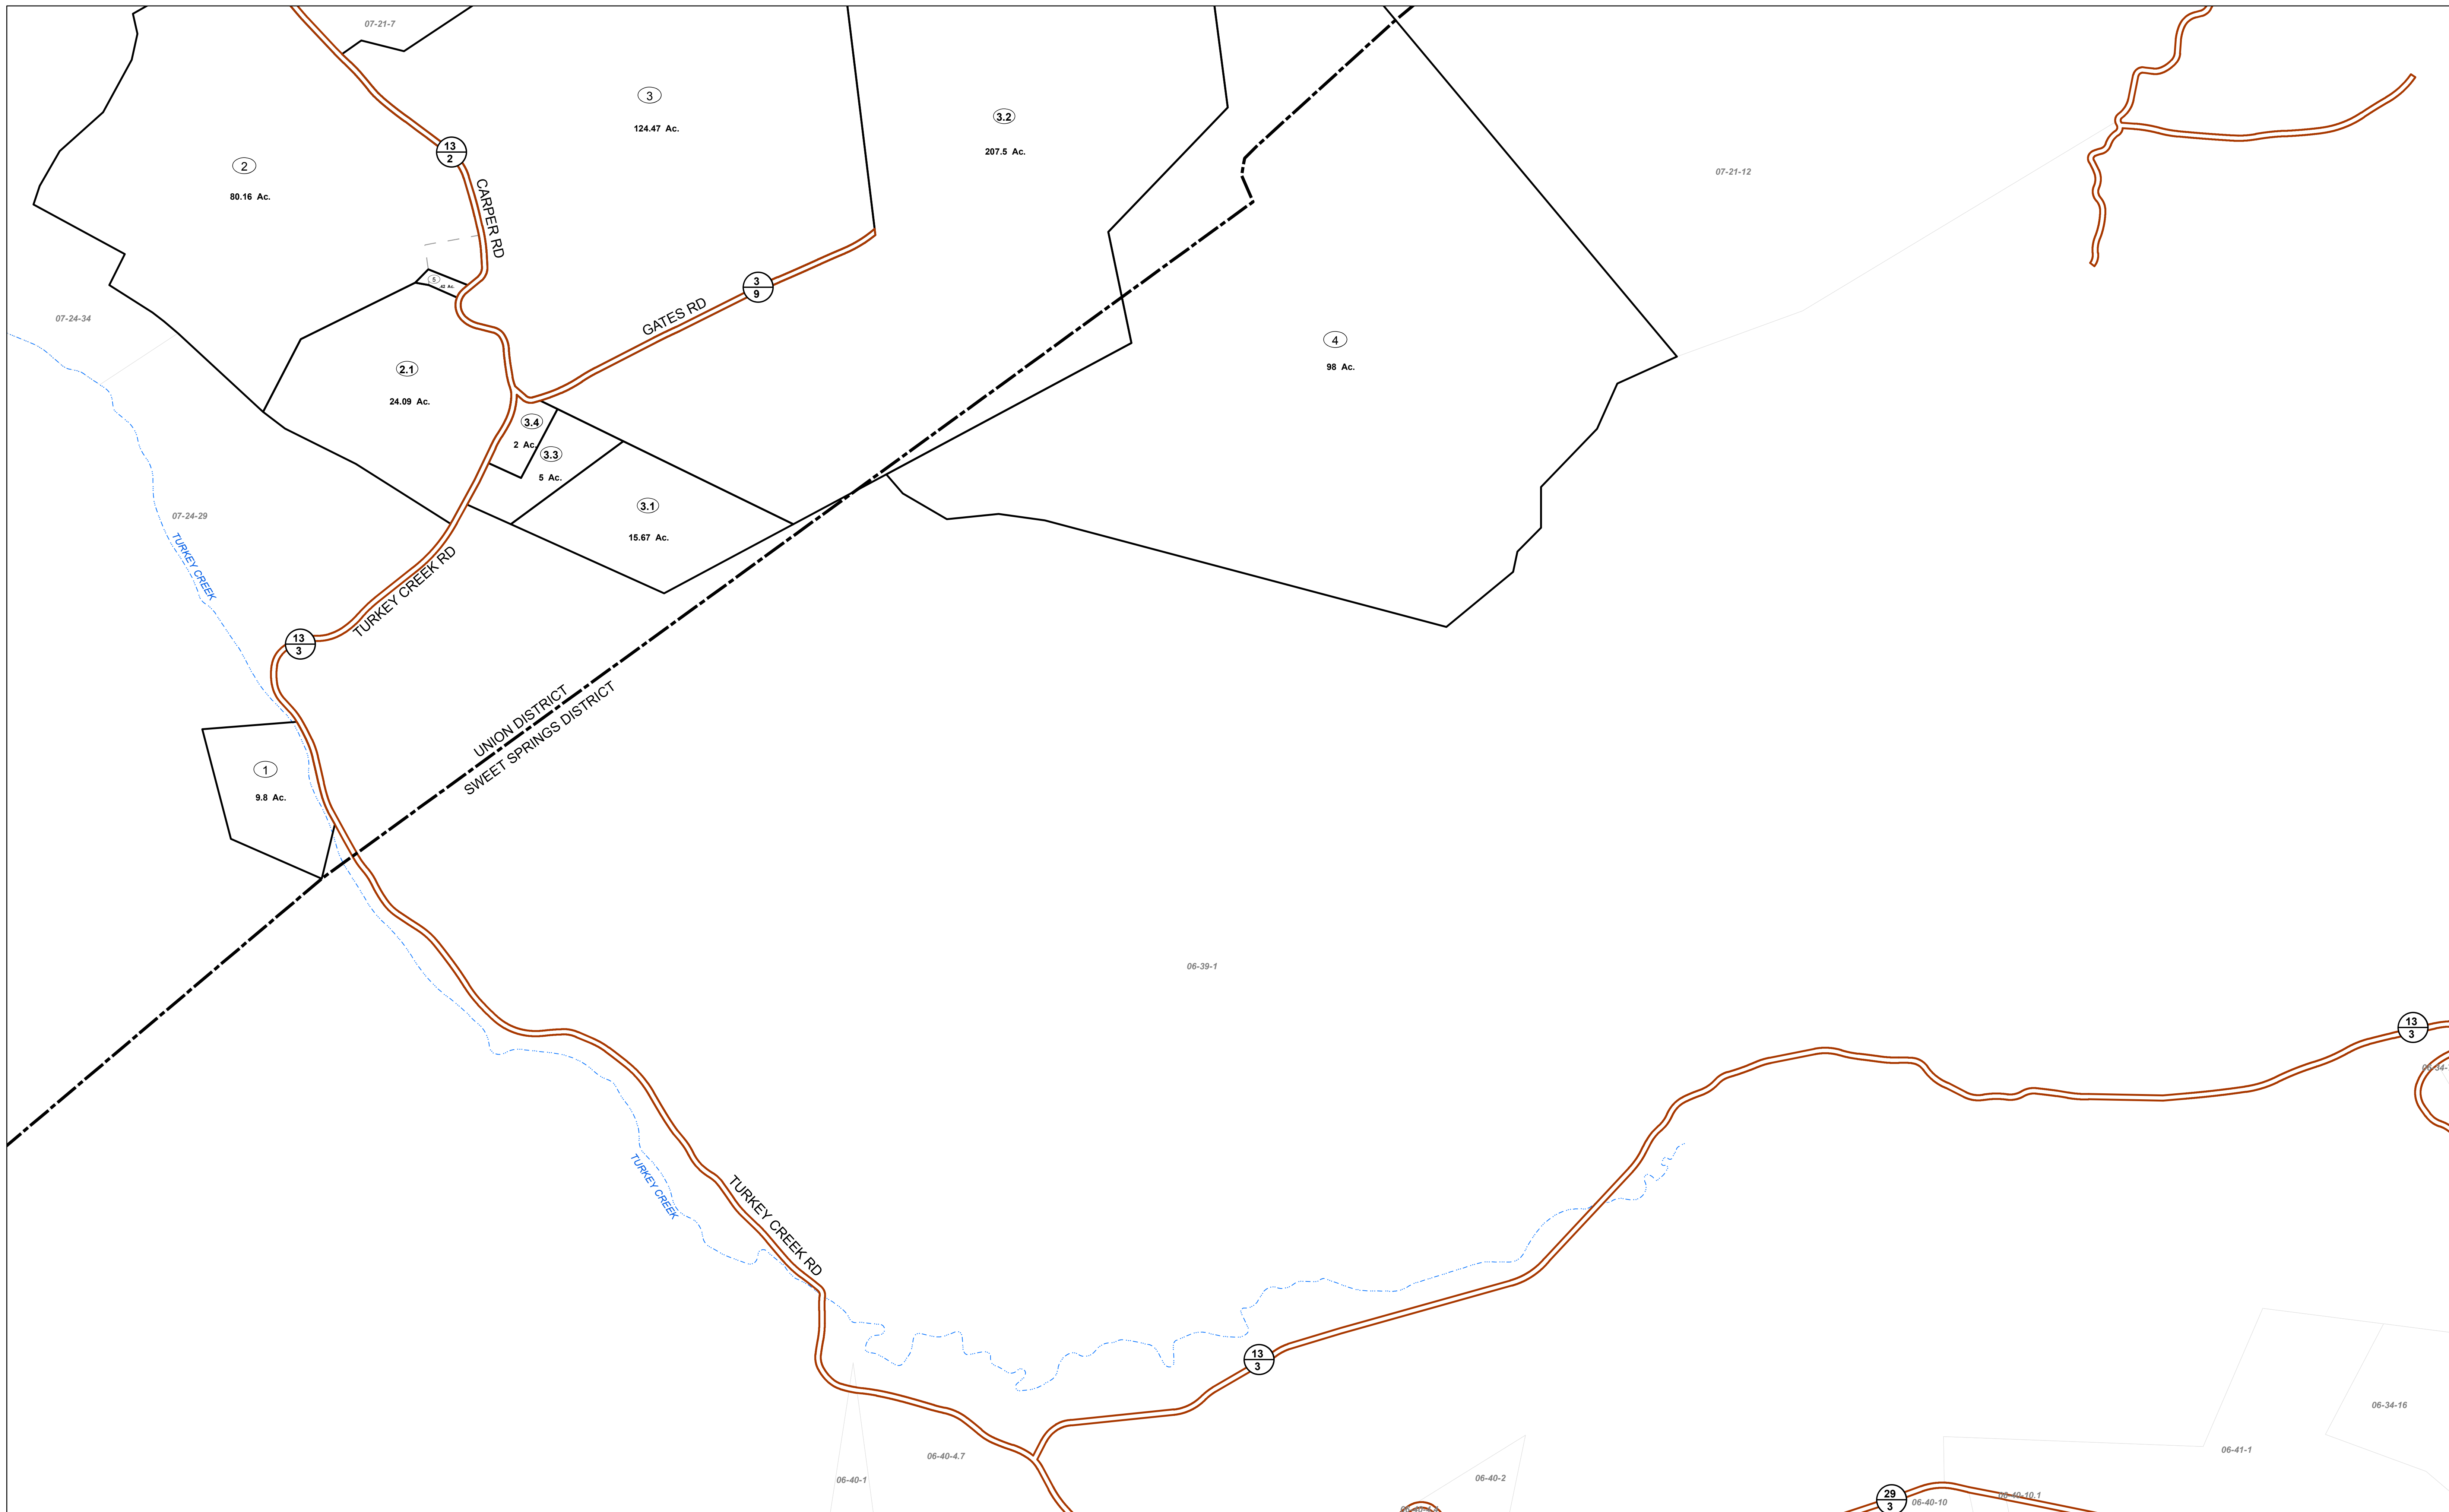 07-21-7
3
124.47 Ac.
3.2
207.5 Ac.
13
2
2
80.16 Ac.
07-21-12
CARPER RD
5
.42 Ac.
3
9
GATES RD
07-24-34
4
98 Ac.
2.1
24.09 Ac.
3.4
2 Ac.
3.3
5 Ac.
3.1
15.67 Ac.
07-24-29
TURKEY CREEK
TURKEY CREEK RD
13
3
UNION DISTRICT
SWEET SPRINGS DISTRICT
1
9.8 Ac.
06-39-1
13
3
TURKEY CREEK
TURKEY CREEK RD
13
3
06-34-16
06-41-1
06-40-4.7
06-40-1
06-40-2
29
3
06-40-10
06-40-10.1